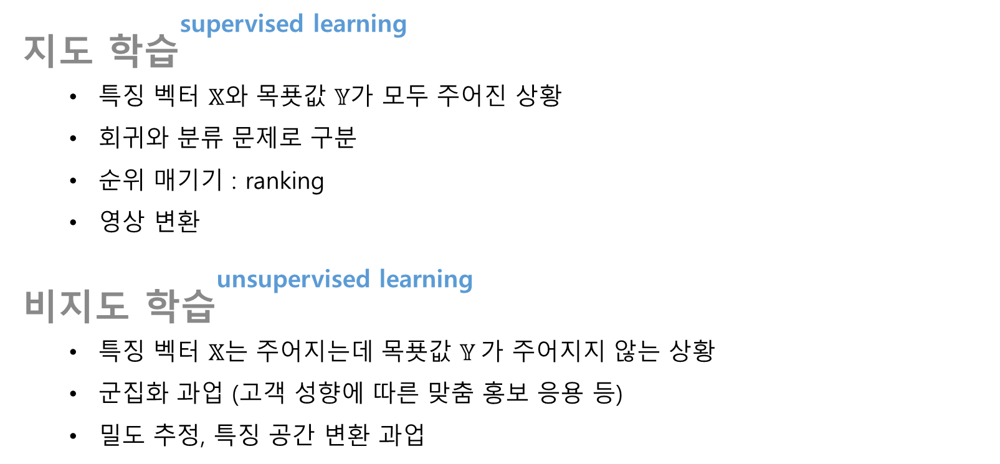 지도 학습 supervised learning
• 특징 벡터 𝕏와 목푯값 𝕐가 모두 주어진 상황
• 회귀와 분류 문제로 구분
• 순위 매기기 : ranking
• 영상 변환
비지도 학습 unsupervised learning
• 특징 벡터 𝕏는 주어지는데 목푯값 𝕐 가 주어지지 않는 상황
• 군집화 과업 (고객 성향에 따른 맞춤 홍보 응용 등)
• 밀도 추정, 특징 공간 변환 과업